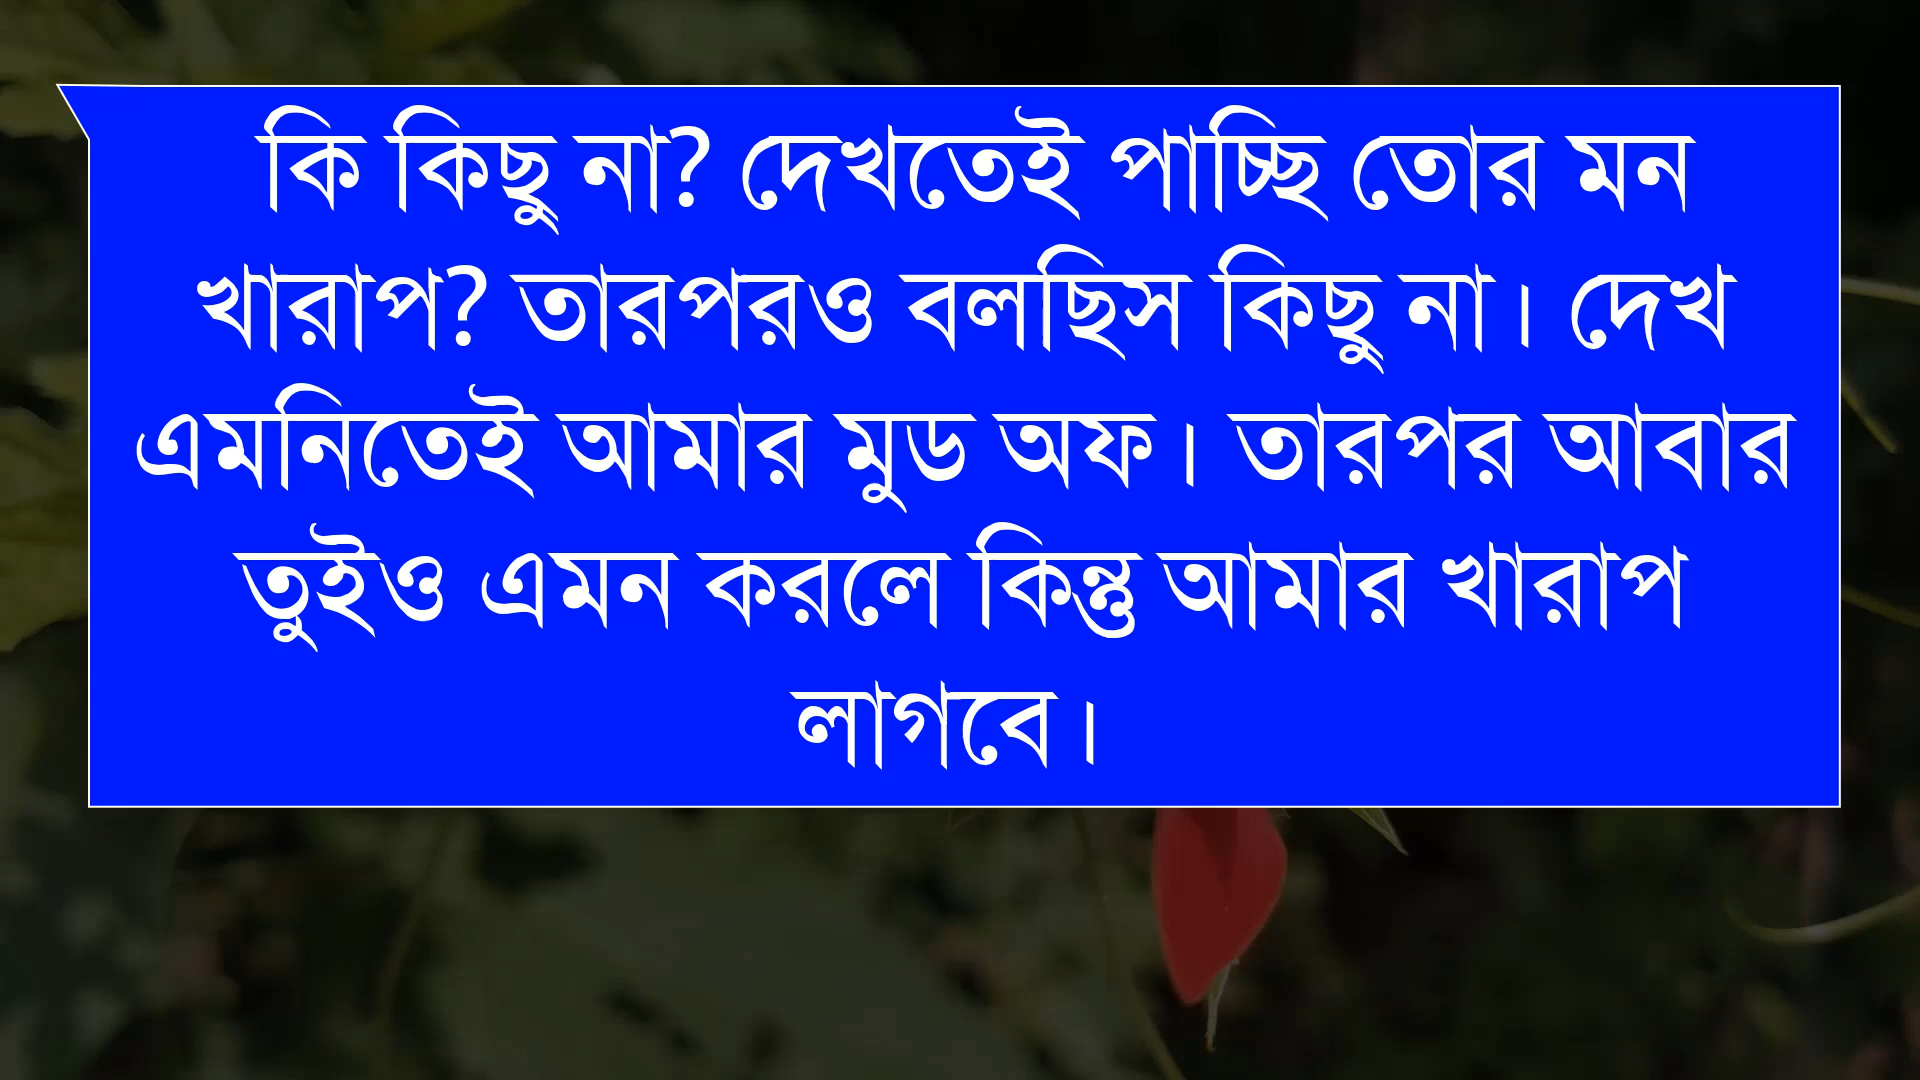 কি কিছু না? দেখতেই পাচ্ছি তোর মন
খারাপ? তারপরও বলছিস কিছু না। দেখ
এমনিতেই আমার মুড অফ। তারপর আবার
তুইও এমন করলে কিন্তু আমার খারাপ
লাগবে।